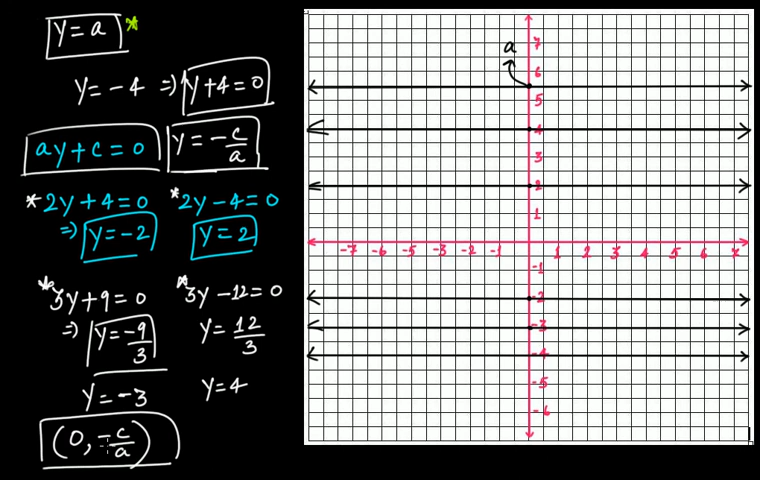 y = a *
y = -4 ⇒ y+4 = 0
ay + c = 0 y = -c/a
* 2y + 4 = 0 * 2y - 4 = 0
⇒ y = -2 y = 2
* 3y + 9 = 0 * 3y - 12 = 0
⇒ y = -9/3 y = 12/3
y = -3 y = 4
(0, -c/a)
a
7
6
5
4
3
2
1
-7 -6 -5 -4 -3 -2 -1 1 2 3 4 5 6 7
-1
-2
-3
-4
-5
-6